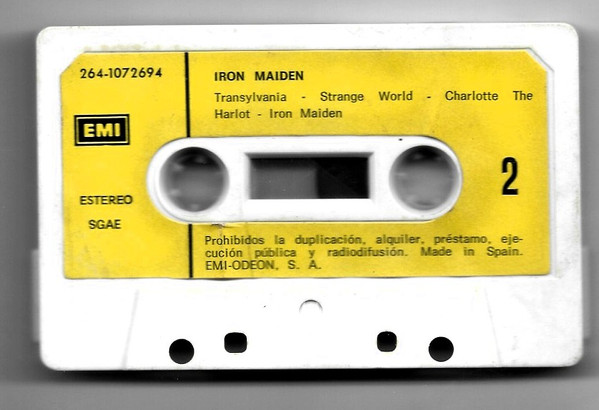 264-1072694
IRON MAIDEN
Transylvania - Strange World - Charlotte The
Harlot - Iron Maiden
EMI
2
ESTEREO
SGAE
Prohibidos la duplicación, alquiler, préstamo, eje-
cución pública y radiodifusión. Made in Spain.
EMI-ODEON, S. A.